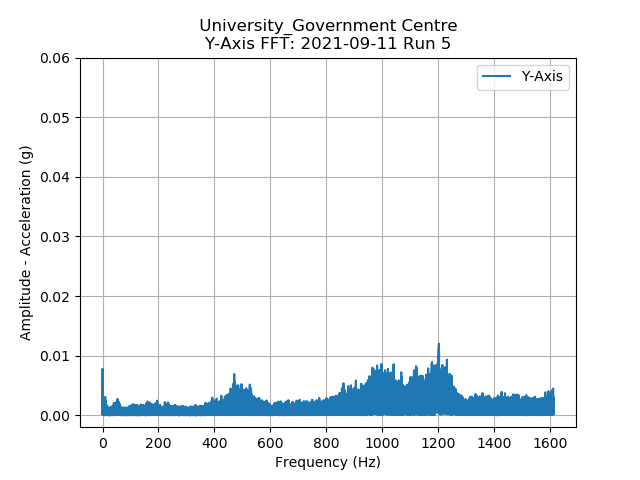 University_Government Centre
Y-Axis FFT: 2021-09-11 Run 5
Y-Axis
0.06
0.05
0.04
0.03
0.02
0.01
0.00
Amplitude - Acceleration (g)
0 200 400 600 800 1000 1200 1400 1600
Frequency (Hz)